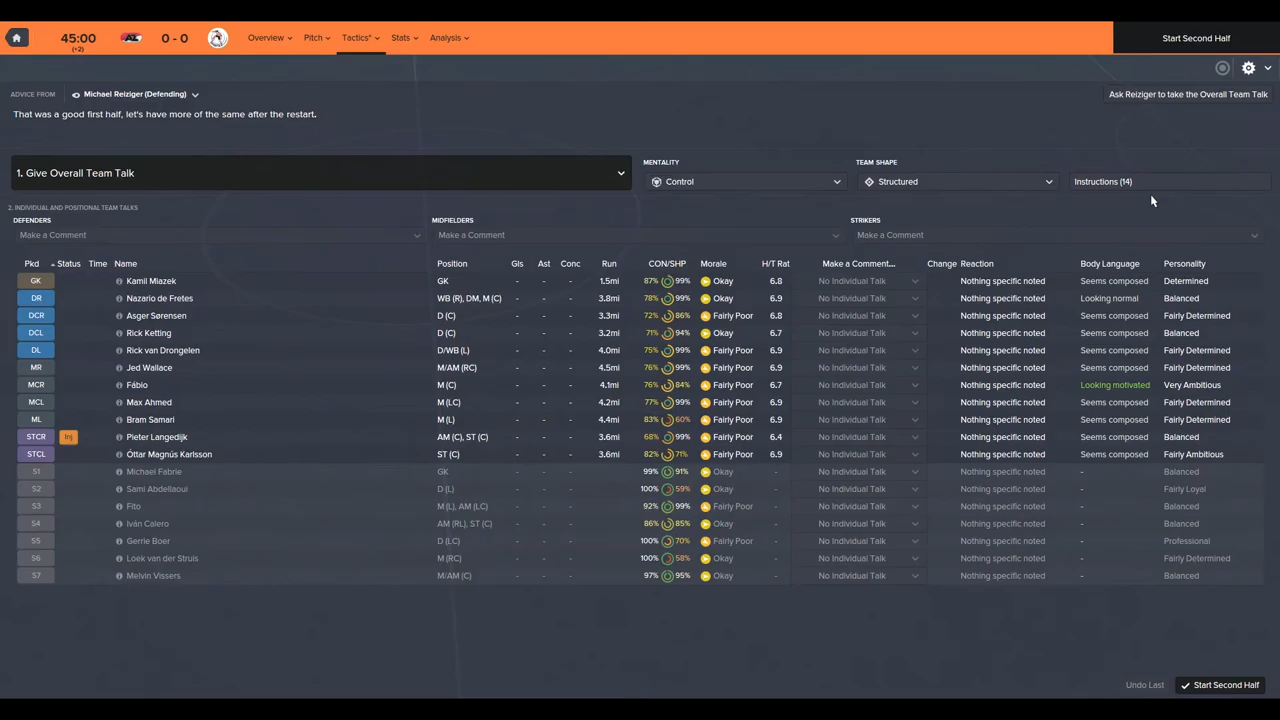 45:00
(+2)
AZ
0 - 0
Overview
Pitch
Tactics*
Stats
Analysis
Start Second Half
ADVICE FROM
Michael Reiziger (Defending)
Ask Reiziger to take the Overall Team Talk
That was a good first half, let's have more of the same after the restart.
MENTALITY
TEAM SHAPE
1. Give Overall Team Talk
Control
Structured
Instructions (14)
2. INDIVIDUAL AND POSITIONAL TEAM TALKS
DEFENDERS
MIDFIELDERS
STRIKERS
Make a Comment
Make a Comment
Make a Comment
Pkd Status Time Name Position Gls Ast Conc Run CON/SHP Morale H/T Rat Make a Comment... Change Reaction Body Language Personality
GK Kamil Miazek GK - - - 1.5mi 87% 99% Okay 6.8 No Individual Talk Nothing specific noted Seems composed Determined
DR Nazario de Fretes WB (R), DM, M (C) - - - 3.8mi 78% 99% Okay 6.9 No Individual Talk Nothing specific noted Looking normal Balanced
DCR Asger Sørensen D (C) - - - 3.3mi 72% 86% Fairly Poor 6.8 No Individual Talk Nothing specific noted Seems composed Fairly Determined
DCL Rick Ketting D (C) - - - 3.2mi 71% 94% Okay 6.7 No Individual Talk Nothing specific noted Seems composed Balanced
DL Rick van Drongelen D/WB (L) - - - 4.0mi 75% 99% Fairly Poor 6.9 No Individual Talk Nothing specific noted Seems composed Fairly Determined
MR Jed Wallace M/AM (RC) - - - 4.5mi 76% 99% Fairly Poor 6.9 No Individual Talk Nothing specific noted Seems composed Fairly Determined
MCR Fábio M (C) - - - 4.1mi 76% 84% Fairly Poor 6.7 No Individual Talk Nothing specific noted Looking motivated Very Ambitious
MCL Max Ahmed M (LC) - - - 4.2mi 77% 99% Fairly Poor 6.9 No Individual Talk Nothing specific noted Seems composed Fairly Determined
ML Bram Samari M (L) - - - 4.4mi 83% 60% Fairly Poor 6.9 No Individual Talk Nothing specific noted Seems composed Fairly Determined
STCR Inj Pieter Langedijk AM (C), ST (C) - - - 3.6mi 68% 99% Fairly Poor 6.4 No Individual Talk Nothing specific noted Seems composed Balanced
STCL Óttar Magnús Karlsson ST (C) - - - 3.6mi 82% 71% Fairly Poor 6.9 No Individual Talk Nothing specific noted Seems composed Fairly Ambitious
S1 Michael Fabrie GK - - - 99% 91% Okay - No Individual Talk Nothing specific noted - Balanced
S2 Sami Abdellaoui D (L) - - - 100% 59% Okay - No Individual Talk Nothing specific noted - Fairly Loyal
S3 Fito M (L), AM (LC) - - - 92% 99% Fairly Poor - No Individual Talk Nothing specific noted - Balanced
S4 Iván Calero AM (RL), ST (C) - - - 86% 85% Okay - No Individual Talk Nothing specific noted - Balanced
S5 Gerrie Boer D (LC) - - - 100% 70% Fairly Poor - No Individual Talk Nothing specific noted - Professional
S6 Loek van der Struis M (RC) - - - 100% 58% Okay - No Individual Talk Nothing specific noted - Fairly Determined
S7 Melvin Vissers M/AM (C) - - - 97% 95% Okay - No Individual Talk Nothing specific noted - Balanced
Undo Last
Start Second Half